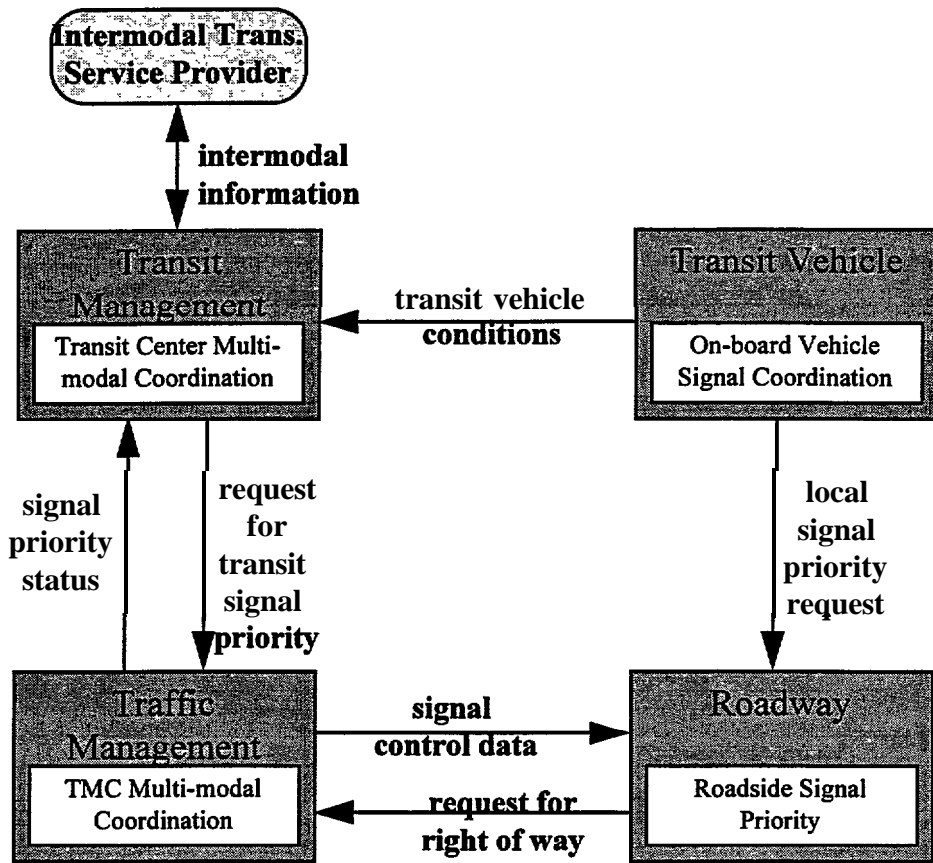 Intermodal Trans.
Service Provider
intermodal
information
Transit
Management
Transit Center Multi-
modal Coordination
transit vehicle
conditions
Transit Vehicle
On-board Vehicle
Signal Coordination
signal
priority
status
request
for
transit
signal
priority
local
signal
priority
request
Traffic
Management
TMC Multi-modal
Coordination
signal
control data
request for
right of way
Roadway
Roadside Signal
Priority